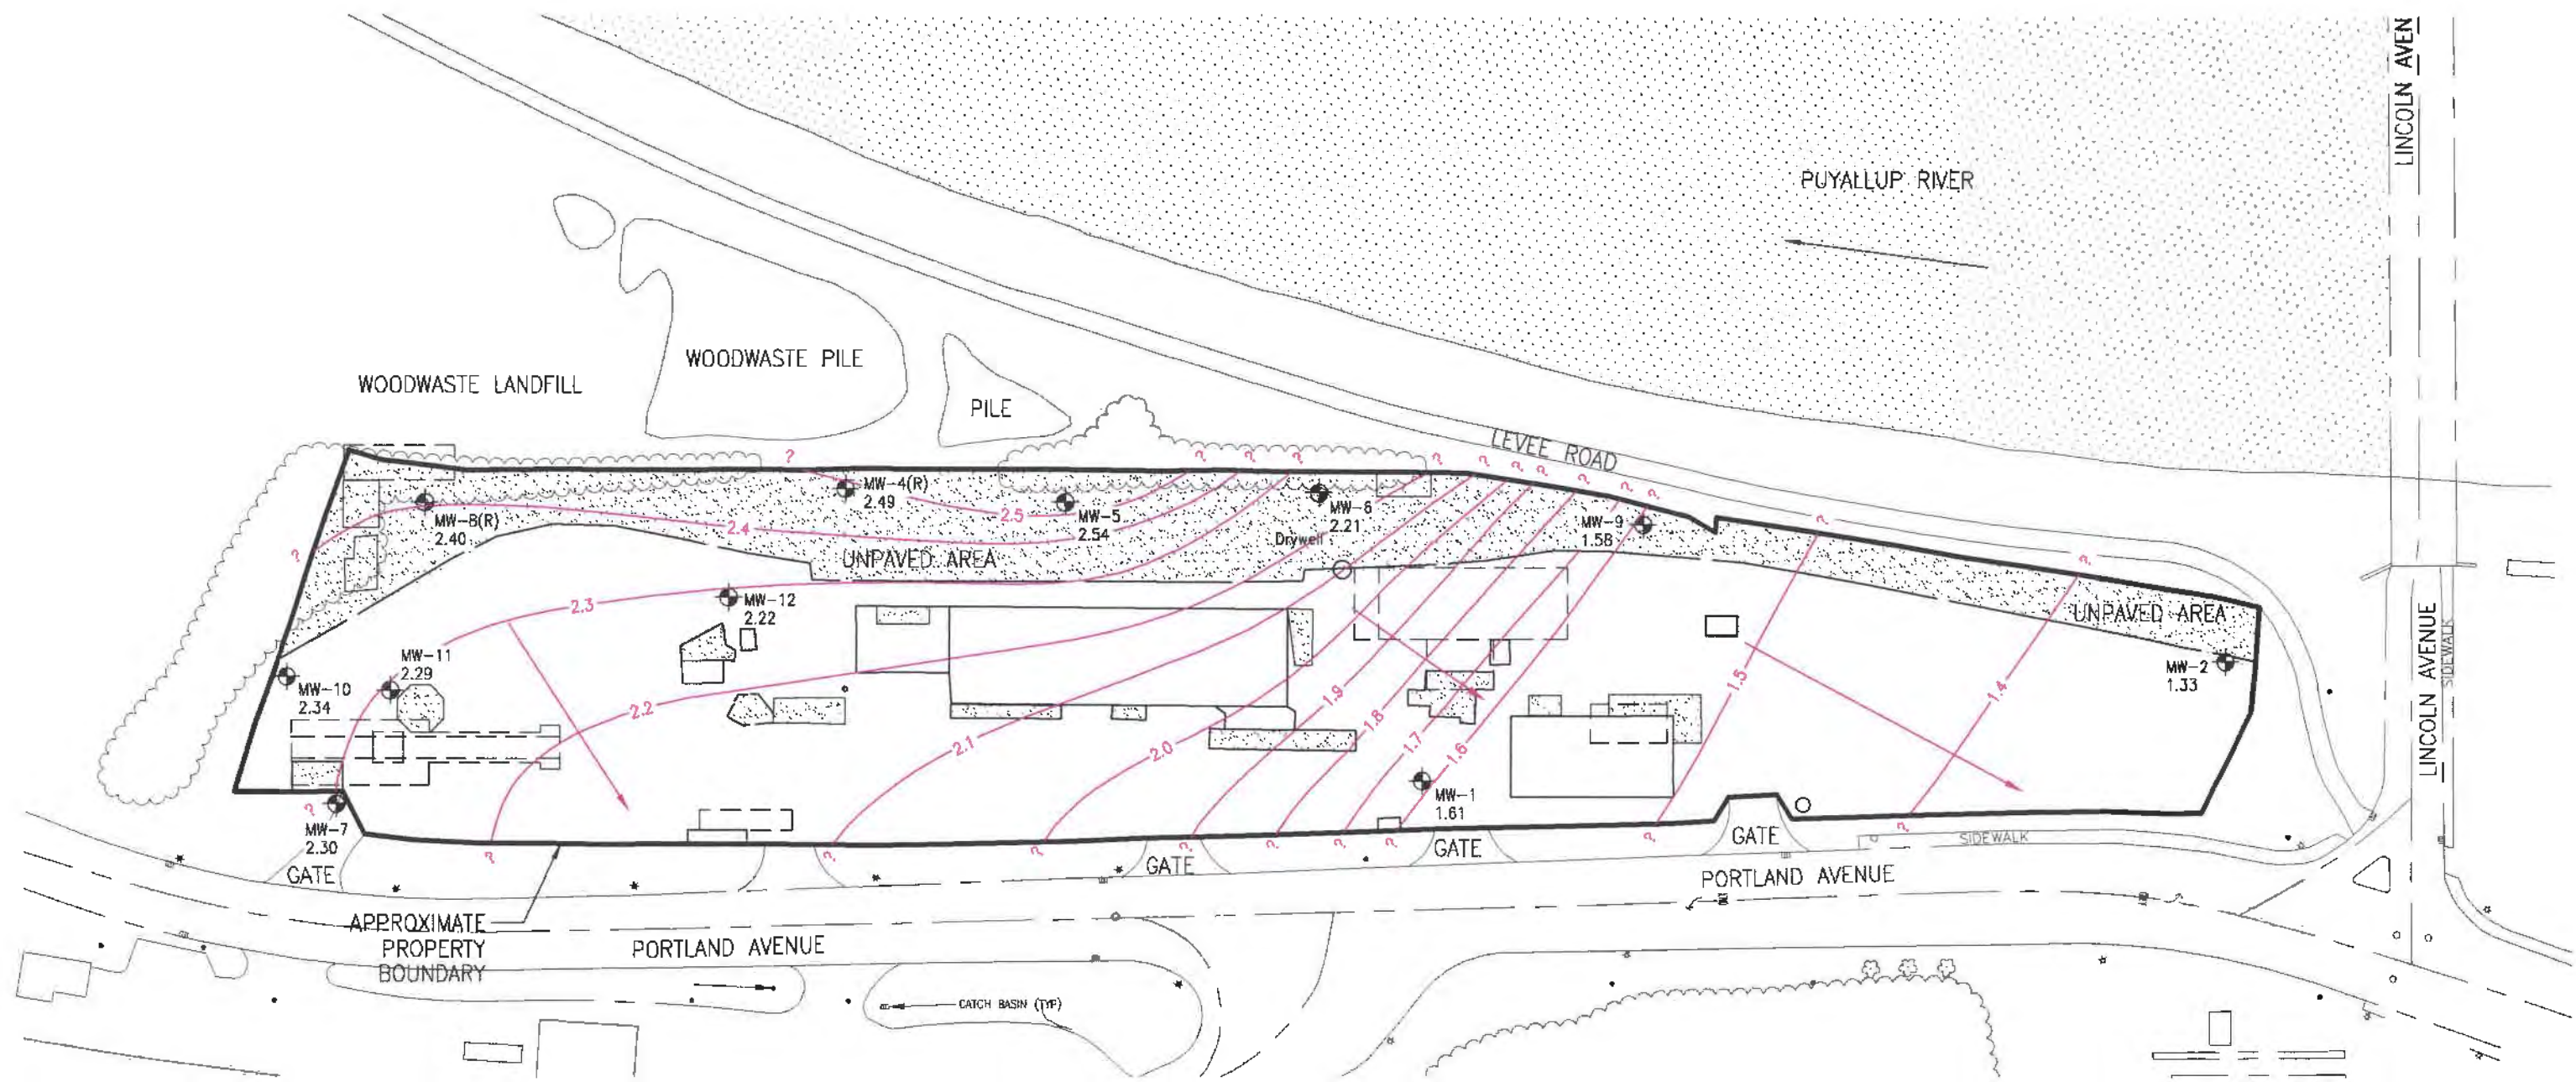 LINCOLN AVEN
PUYALLUP RIVER
WOODWASTE PILE
WOODWASTE LANDFILL
PILE
LEVEE ROAD
?
?
?
?
?
?
?
?
?
?
?
MW-4(R)
2.49
MW-8(R)
2.40
2.4
2.5
MW-5
2.54
MW-6
2.21
MW-9
1.58
Drywell
?
?
?
UNPAVED AREA
2.3
MW-12
2.22
UNPAVED AREA
MW-11
2.29
MW-2
1.33
MW-10
2.34
2.2
2.1
2.0
1.9
1.8
1.7
1.6
1.5
1.4
LINCOLN AVENUE
SIDEWALK
MW-1
1.61
?
MW-7
2.30
?
?
?
?
?
?
?
?
?
GATE
GATE
GATE
GATE
SIDEWALK
PORTLAND AVENUE
APPROXIMATE
PROPERTY
BOUNDARY
PORTLAND AVENUE
CATCH BASIN (TYP)